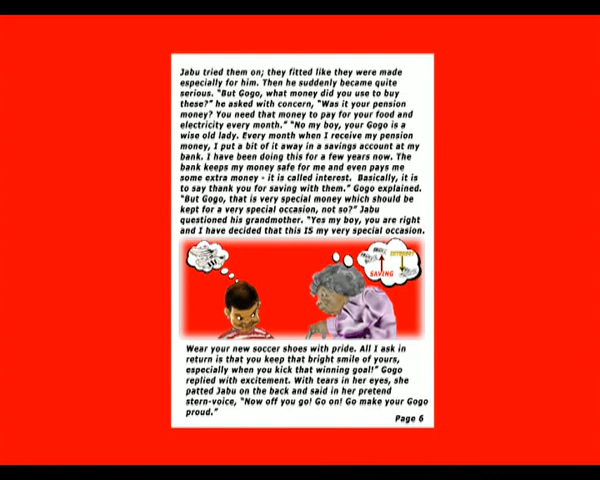 Jabu tried them on; they fitted like they were made
especially for him. Then he suddenly became quite
serious. "But Gogo, what money did you use to buy
these?" he asked with concern, "Was it your pension
money? You need that money to pay for your food and
electricity every month." "No my boy, your Gogo is a
wise old lady. Every month when I receive my pension
money, I put a bit of it away in a savings account at my
bank. I have been doing this for a few years now. The
bank keeps my money safe for me and even pays me
some extra money - it is called interest. Basically, it is
to say thank you for saving with them." Gogo explained.
"But Gogo, that is very special money which should be
kept for a very special occasion, not so?" Jabu
questioned his grandmother. "Yes my boy, you are right
and I have decided that this IS my very special occasion.
INTEREST
SAVING
Wear your new soccer shoes with pride. All I ask in
return is that you keep that bright smile of yours,
especially when you kick that winning goal!" Gogo
replied with excitement. With tears in her eyes, she
patted Jabu on the back and said in her pretend
stern-voice, "Now off you go! Go on! Go make your Gogo
proud."
Page 6